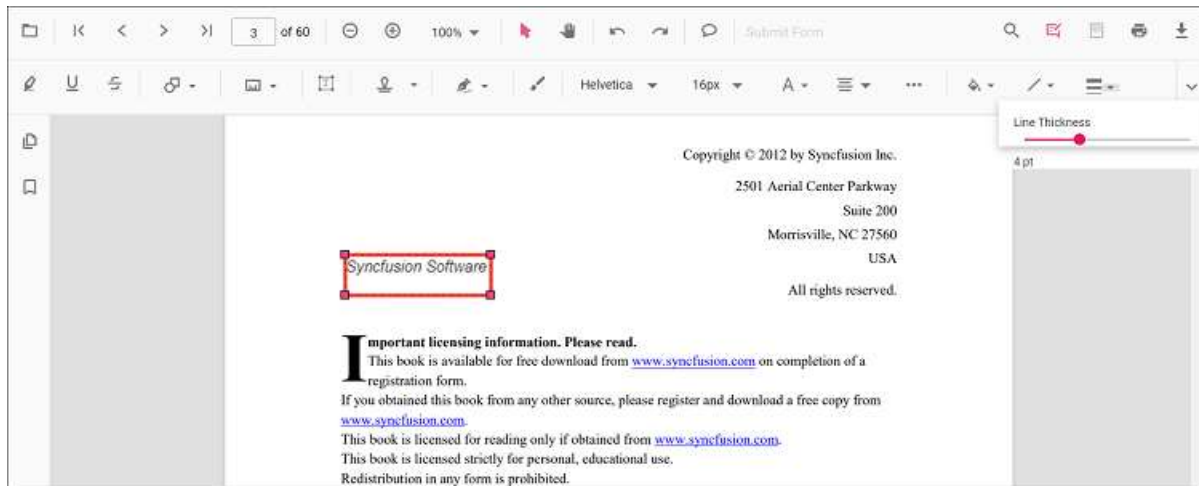 3 of 60 100% Submit Form
Helvetica 16px A
Line Thickness
4 pt
Copyright © 2012 by Syncfusion Inc.
2501 Aerial Center Parkway
Suite 200
Morrisville, NC 27560
USA
All rights reserved.
Syncfusion Software
Important licensing information. Please read.
This book is available for free download from www.syncfusion.com on completion of a
registration form.
If you obtained this book from any other source, please register and download a free copy from
www.syncfusion.com.
This book is licensed for reading only if obtained from www.syncfusion.com.
This book is licensed strictly for personal, educational use.
Redistribution in any form is prohibited.